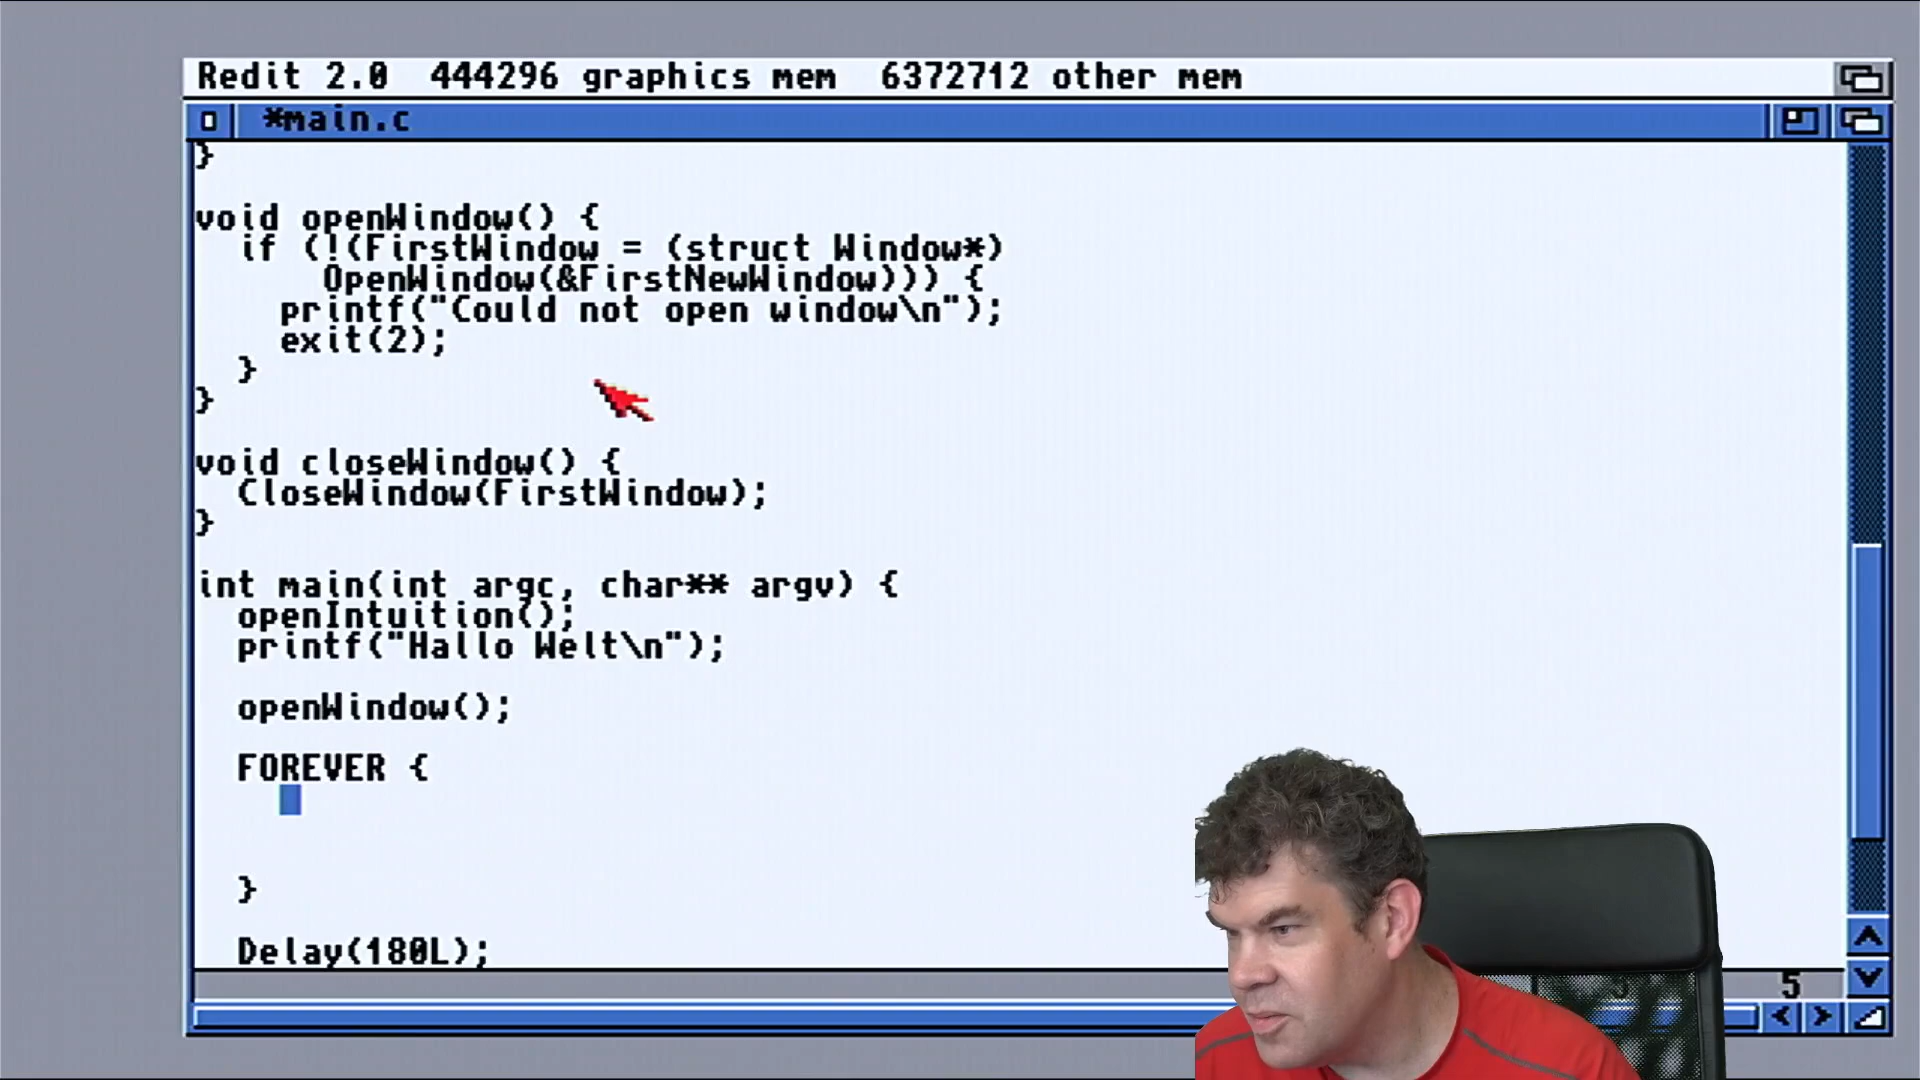 Redit 2.0  444296 graphics mem  6372712 other mem
*main.c
}
void openWindow() {
  if (!(FirstWindow = (struct Window*)
      OpenWindow(&FirstNewWindow))) {
    printf("Could not open window\n");
    exit(2);
  }
}
void closeWindow() {
  CloseWindow(FirstWindow);
}
int main(int argc, char** argv) {
  openIntuition();
  printf("Hallo Welt\n");
  openWindow();
  FOREVER {
  }
  Delay(180L);
5